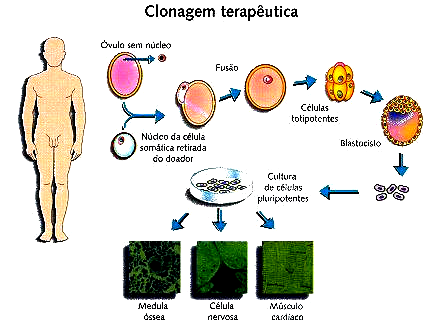 Clonagem terapêutica
Óvulo sem núcleo
Fusão
Núcleo da célula
somática retirada
do doador
Células
totipotentes
Blastocisto
Cultura
de células
pluripotentes
Medula
óssea
Célula
nervosa
Músculo
cardíaco